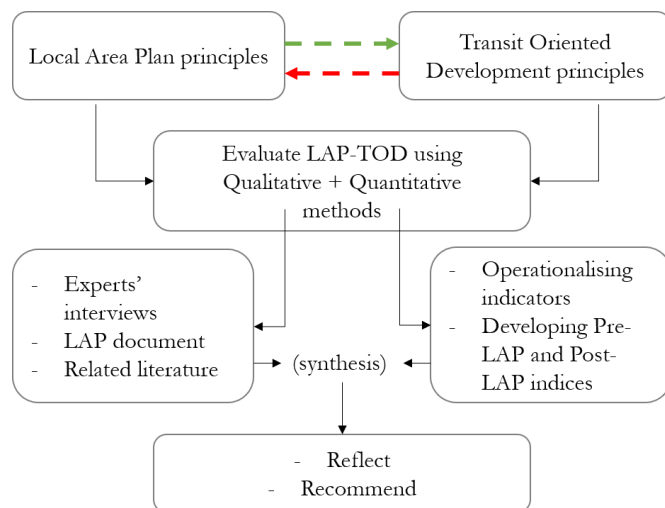 Local Area Plan principles
Transit Oriented
Development principles
Evaluate LAP-TOD using
Qualitative + Quantitative
methods
- Experts'
interviews
- LAP document
- Related literature
(synthesis)
- Operationalising
indicators
- Developing Pre-
LAP and Post-
LAP indices
- Reflect
- Recommend